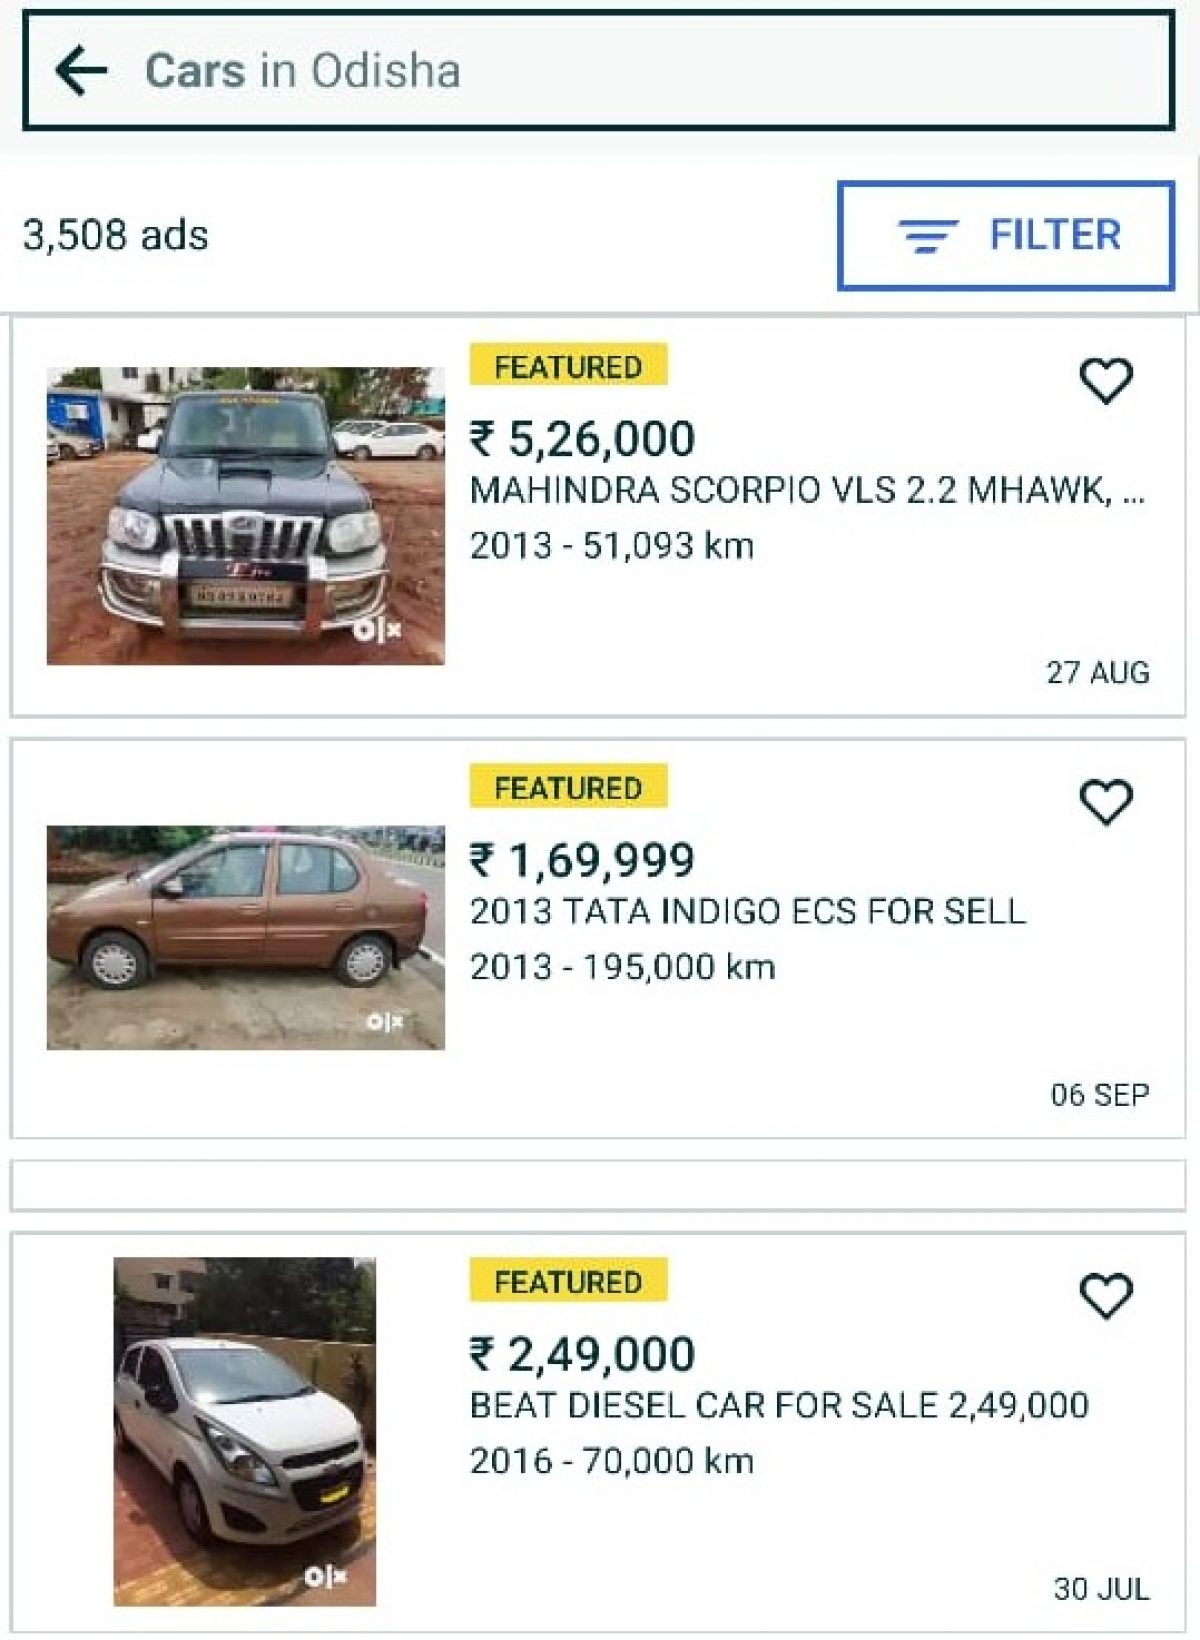 Cars in Odisha
3,508 ads
FILTER
FEATURED
₹ 5,26,000
MAHINDRA SCORPIO VLS 2.2 MHAWK, ...
2013 - 51,093 km
olx
27 AUG
FEATURED
₹ 1,69,999
2013 TATA INDIGO ECS FOR SELL
2013 - 195,000 km
olx
06 SEP
FEATURED
₹ 2,49,000
BEAT DIESEL CAR FOR SALE 2,49,000
2016 - 70,000 km
olx
30 JUL